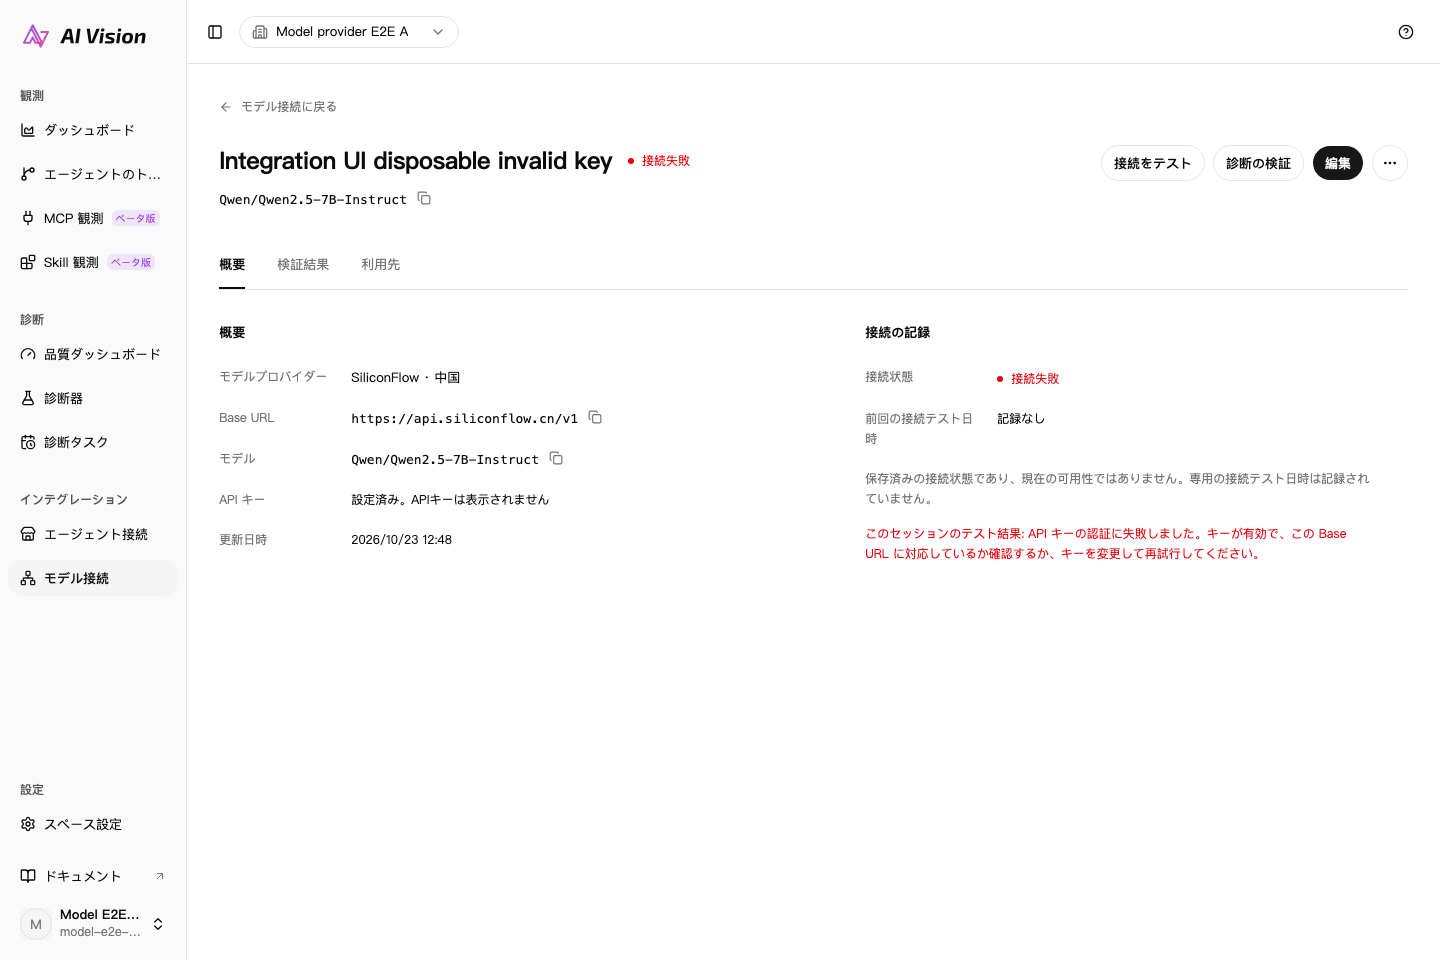 AI Vision
観測
ダッシュボード
エージェントのト...
MCP 観測 ベータ版
Skill 観測 ベータ版
診断
品質ダッシュボード
診断器
診断タスク
インテグレーション
エージェント接続
モデル接続
設定
スペース設定
ドキュメント
M
Model E2E...
model-e2e-...
Model provider E2E A
モデル接続に戻る
Integration UI disposable invalid key 接続失敗
Qwen/Qwen2.5-7B-Instruct
接続をテスト 診断の検証 編集
概要 検証結果 利用先
概要
モデルプロバイダー SiliconFlow · 中国
Base URL https://api.siliconflow.cn/v1
モデル Qwen/Qwen2.5-7B-Instruct
API キー 設定済み。APIキーは表示されません
更新日時 2026/10/23 12:48
接続の記録
接続状態 接続失敗
前回の接続テスト日 記録なし
時
保存済みの接続状態であり、現在の可用性ではありません。専用の接続テスト日時は記録され
ていません。
このセッションのテスト結果: API キーの認証に失敗しました。キーが有効で、この Base
URL に対応しているか確認するか、キーを変更して再試行してください。